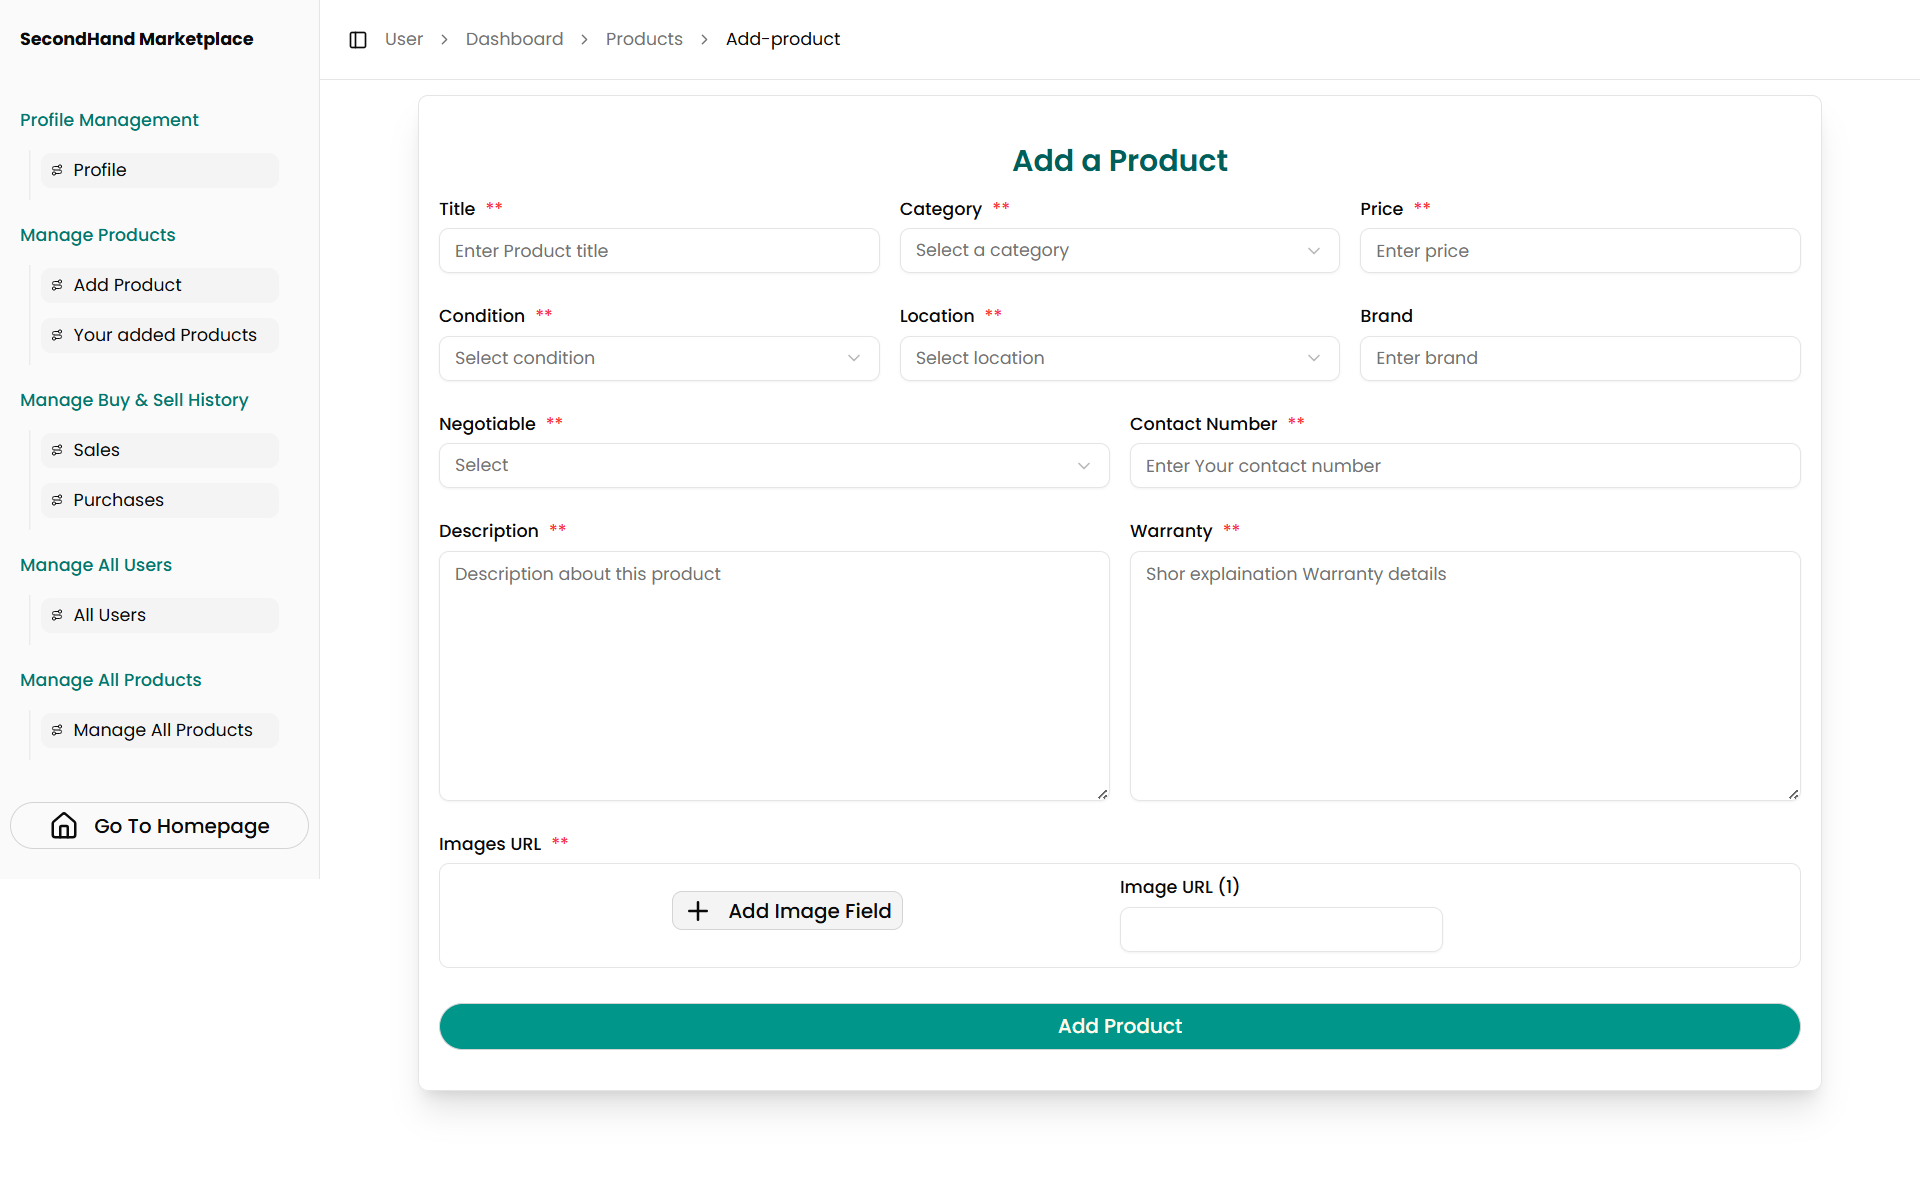 SecondHand Marketplace
Profile Management
Profile
Manage Products
Add Product
Your added Products
Manage Buy & Sell History
Sales
Purchases
Manage All Users
All Users
Manage All Products
Manage All Products
Go To Homepage
User > Dashboard > Products > Add-product
Add a Product
Title ** Category ** Price **
Enter Product title Select a category Enter price
Condition ** Location ** Brand
Select condition Select location Enter brand
Negotiable ** Contact Number **
Select Enter Your contact number
Description ** Warranty **
Description about this product Shor explaination Warranty details
Images URL **
Image URL (1)
Add Image Field
Add Product